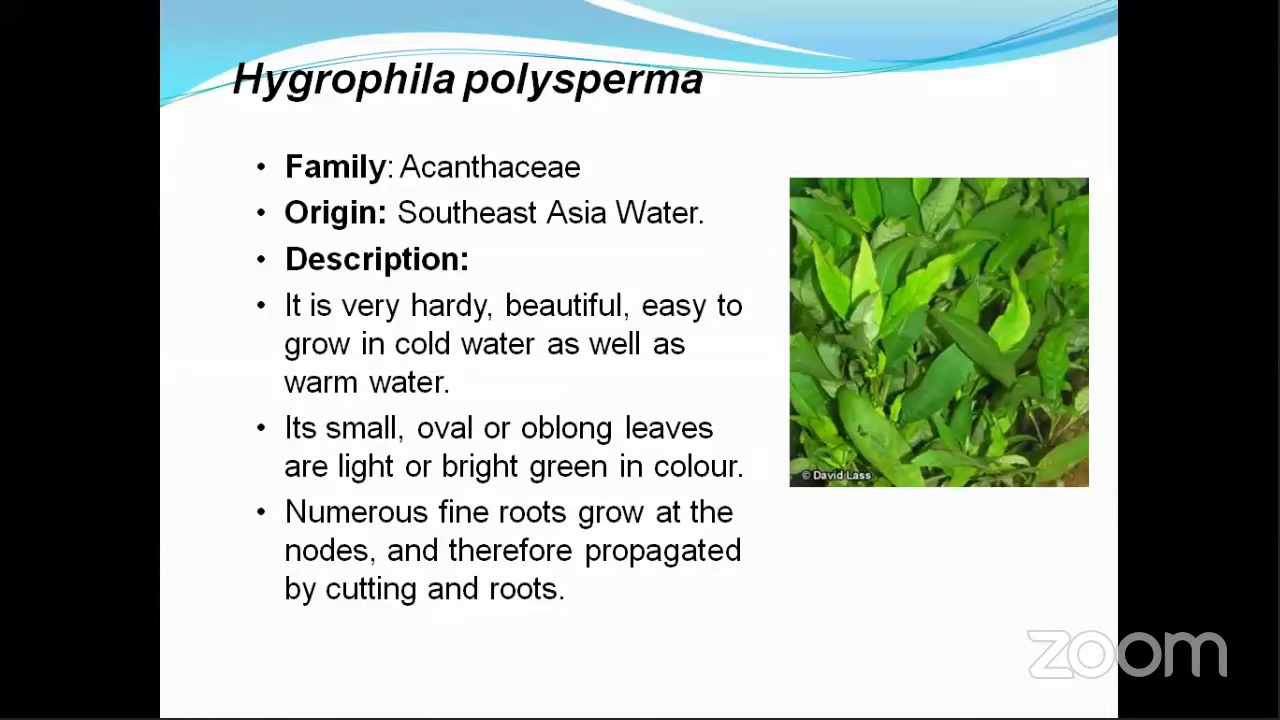 Hygrophila polysperma
• Family: Acanthaceae
• Origin: Southeast Asia Water.
• Description:
• It is very hardy, beautiful, easy to
grow in cold water as well as
warm water.
• Its small, oval or oblong leaves
are light or bright green in colour.
• Numerous fine roots grow at the
nodes, and therefore propagated
by cutting and roots.
© David Lass
zoom